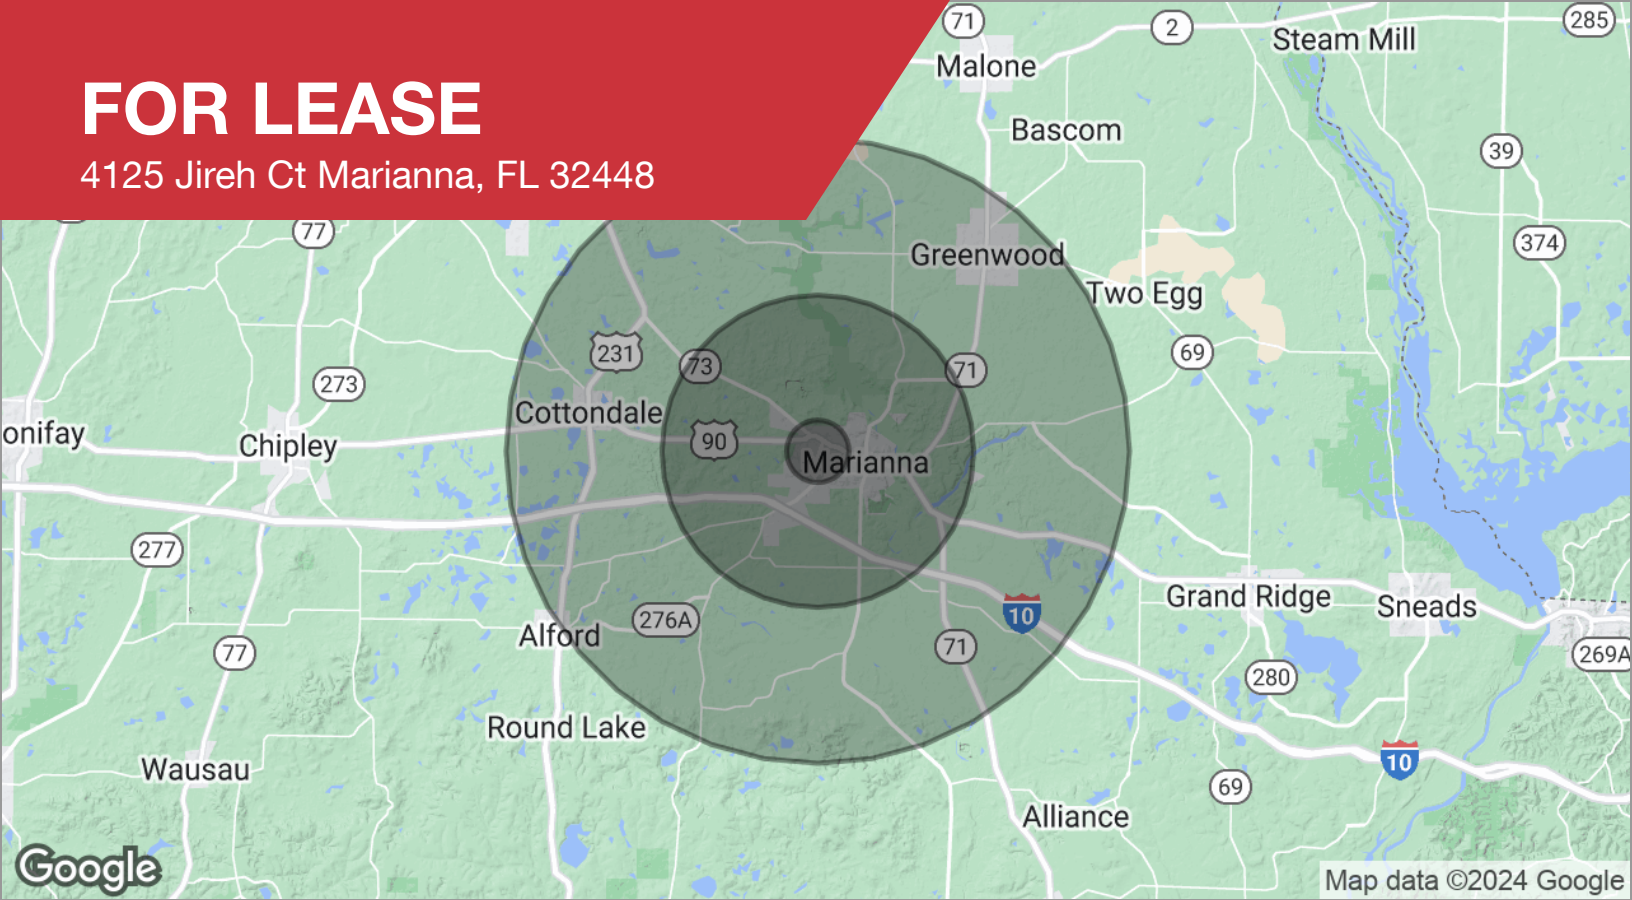 FOR LEASE
4125 Jireh Ct Marianna, FL 32448
71
2
285
Steam Mill
Malone
Bascom
39
77
374
Greenwood
Two Egg
231
73
71
69
273
Cottondale
90
onifay
Chipley
Marianna
277
Grand Ridge
Sneads
10
276A
Alford
71
77
269A
280
Round Lake
Wausau
10
69
Alliance
Google
Map data ©2024 Google